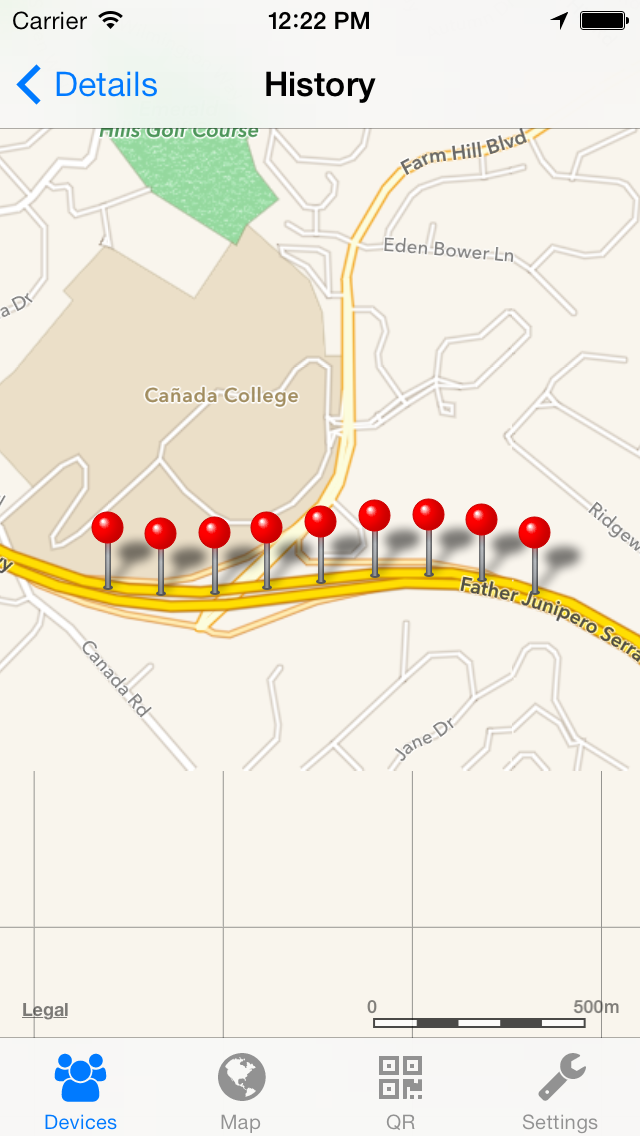 Carrier 12:22 PM
Details History
Hills Golf Course
Farm Hill Blvd
Eden Bower Ln
a Dr
Cañada College
Ridgew
y
Father Junipero Serra
Canada Rd
Jane Dr
Legal 0 500m
Devices Map QR Settings